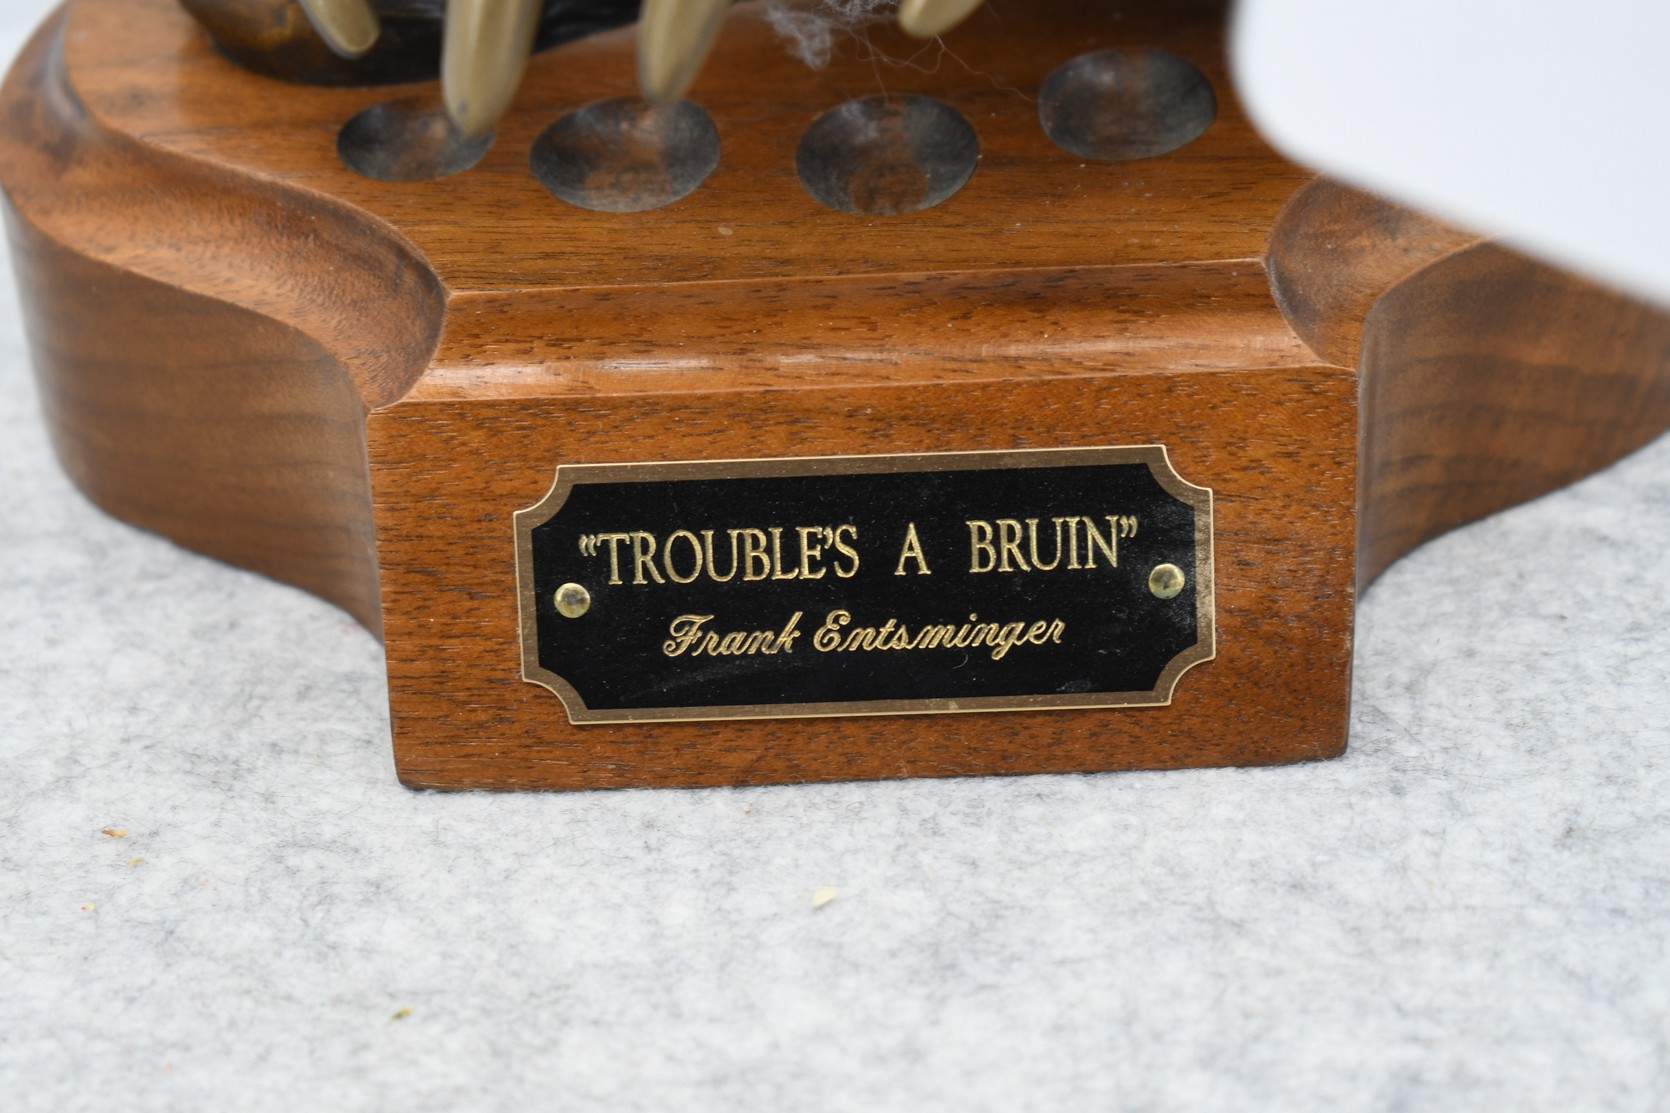 “TROUBLE’S A BRUIN”
Frank Entsminger